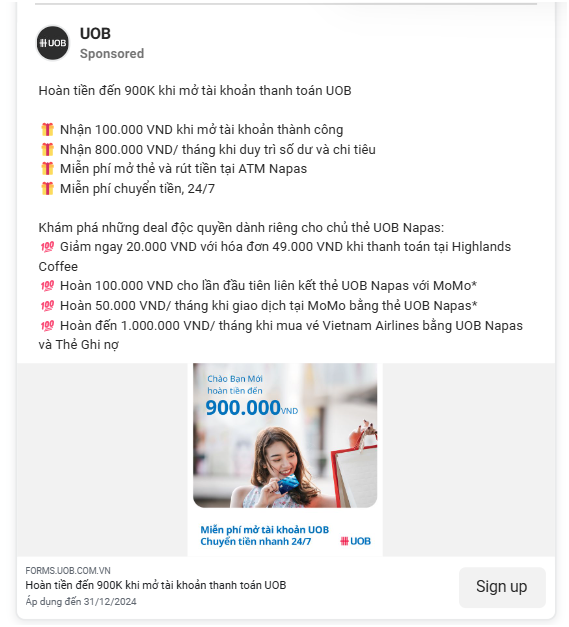 UOB
UOB
Sponsored
Hoàn tiền đến 900K khi mở tài khoản thanh toán UOB
🎁 Nhận 100.000 VND khi mở tài khoản thành công
🎁 Nhận 800.000 VND/ tháng khi duy trì số dư và chi tiêu
🎁 Miễn phí mở thẻ và rút tiền tại ATM Napas
🎁 Miễn phí chuyển tiền, 24/7
Khám phá những deal độc quyền dành riêng cho chủ thẻ UOB Napas:
💯 Giảm ngay 20.000 VND với hóa đơn 49.000 VND khi thanh toán tại Highlands
Coffee
💯 Hoàn 100.000 VND cho lần đầu tiên liên kết thẻ UOB Napas với MoMo*
💯 Hoàn 50.000 VND/ tháng khi giao dịch tại MoMo bằng thẻ UOB Napas*
💯 Hoàn đến 1.000.000 VND/ tháng khi mua vé Vietnam Airlines bằng UOB Napas
và Thẻ Ghi nợ
Chào Bạn Mới
hoàn tiền đến
900.000VND
Miễn phí mở tài khoản UOB
Chuyển tiền nhanh 24/7
UOB
FORMS.UOB.COM.VN
Hoàn tiền đến 900K khi mở tài khoản thanh toán UOB
Áp dụng đến 31/12/2024
Sign up